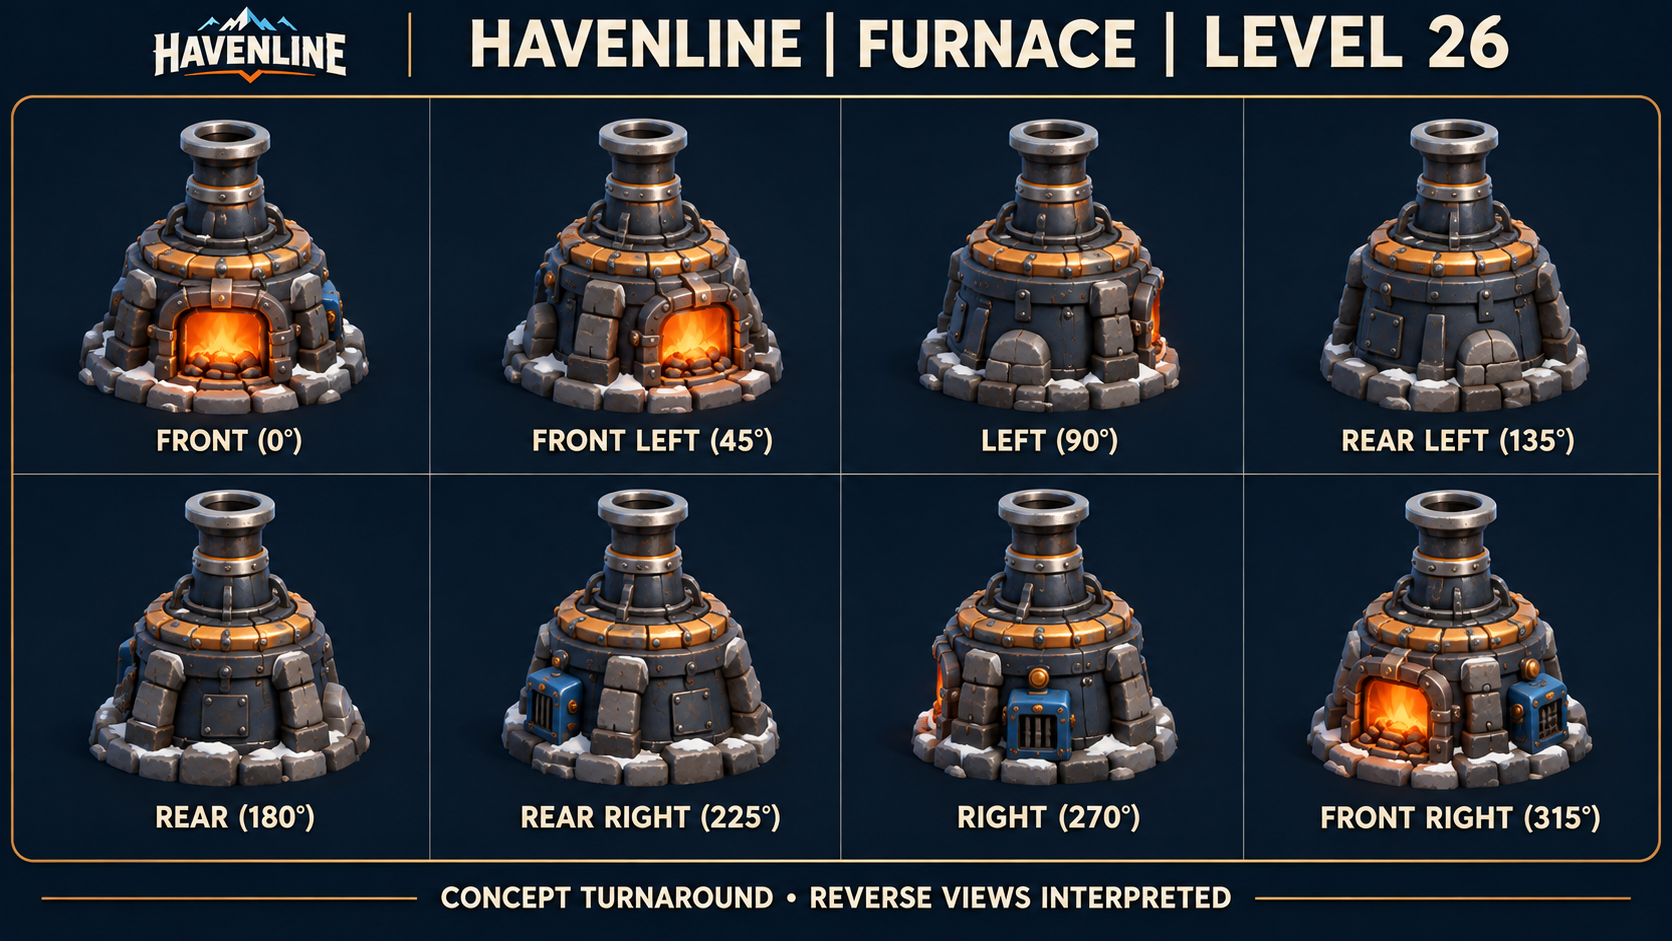 HAVENLINE
HAVENLINE | FURNACE | LEVEL 26
FRONT (0°)
FRONT LEFT (45°)
LEFT (90°)
REAR LEFT (135°)
REAR (180°)
REAR RIGHT (225°)
RIGHT (270°)
FRONT RIGHT (315°)
CONCEPT TURNAROUND • REVERSE VIEWS INTERPRETED